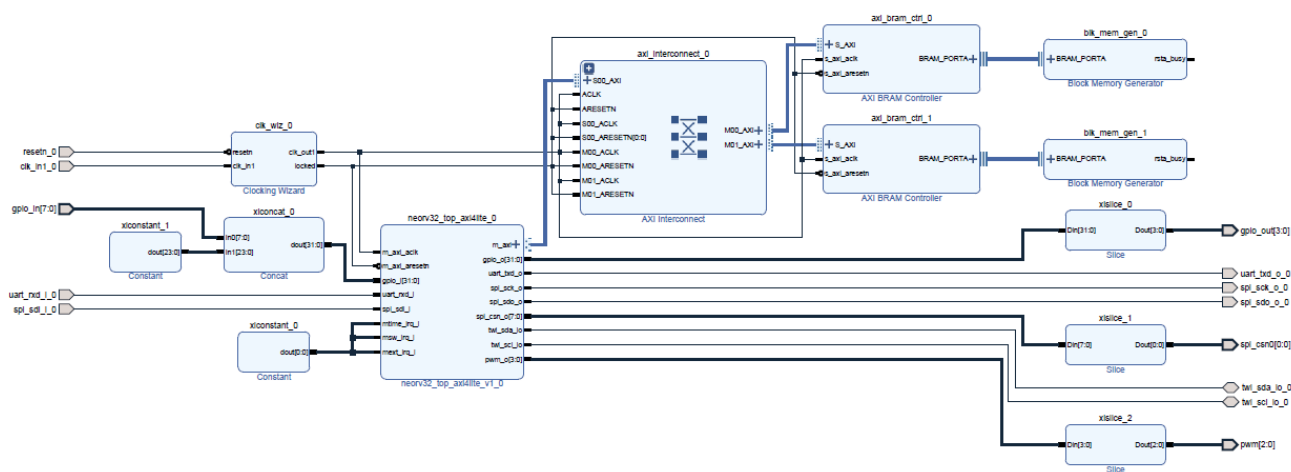 resetn_0
clk_in1_0
gpio_in[7:0]
uart_rxd_i_0
spi_sdi_i_0
clk_wiz_0
resetn
clk_in1
clk_out1
locked
Clocking Wizard
xlconstant_1
dout[23:0]
Constant
xlconcat_0
In0[7:0]
In1[23:0]
dout[31:0]
Concat
xlconstant_0
dout[0:0]
Constant
neorv32_top_axi4lite_0
m_axi_aclk
m_axi_aresetn
gpio_i[31:0]
uart_rxd_i
spi_sdi_i
mtime_irq_i
msw_irq_i
mext_irq_i
m_axi
gpio_o[31:0]
uart_txd_o
spi_sck_o
spi_sdo_o
spi_csn_o[7:0]
twi_sda_io
twi_scl_io
pwm_o[3:0]
neorv32_top_axi4lite_v1_0
axi_interconnect_0
S00_AXI
ACLK
ARESETN
S00_ACLK
S00_ARESETN[0:0]
M00_ACLK
M00_ARESETN
M01_ACLK
M01_ARESETN
M00_AXI
M01_AXI
AXI Interconnect
axi_bram_ctrl_0
S_AXI
s_axi_aclk
s_axi_aresetn
BRAM_PORTA
AXI BRAM Controller
blk_mem_gen_0
BRAM_PORTA
rsta_busy
Block Memory Generator
axi_bram_ctrl_1
S_AXI
s_axi_aclk
s_axi_aresetn
BRAM_PORTA
AXI BRAM Controller
blk_mem_gen_1
BRAM_PORTA
rsta_busy
Block Memory Generator
xlslice_0
Din[31:0]
Dout[3:0]
Slice
xlslice_1
Din[7:0]
Dout[0:0]
Slice
xlslice_2
Din[3:0]
Dout[2:0]
Slice
gpio_out[3:0]
uart_txd_o_0
spi_sck_o_0
spi_sdo_o_0
spi_csn0[0:0]
twi_sda_io_0
twi_scl_io_0
pwm[2:0]